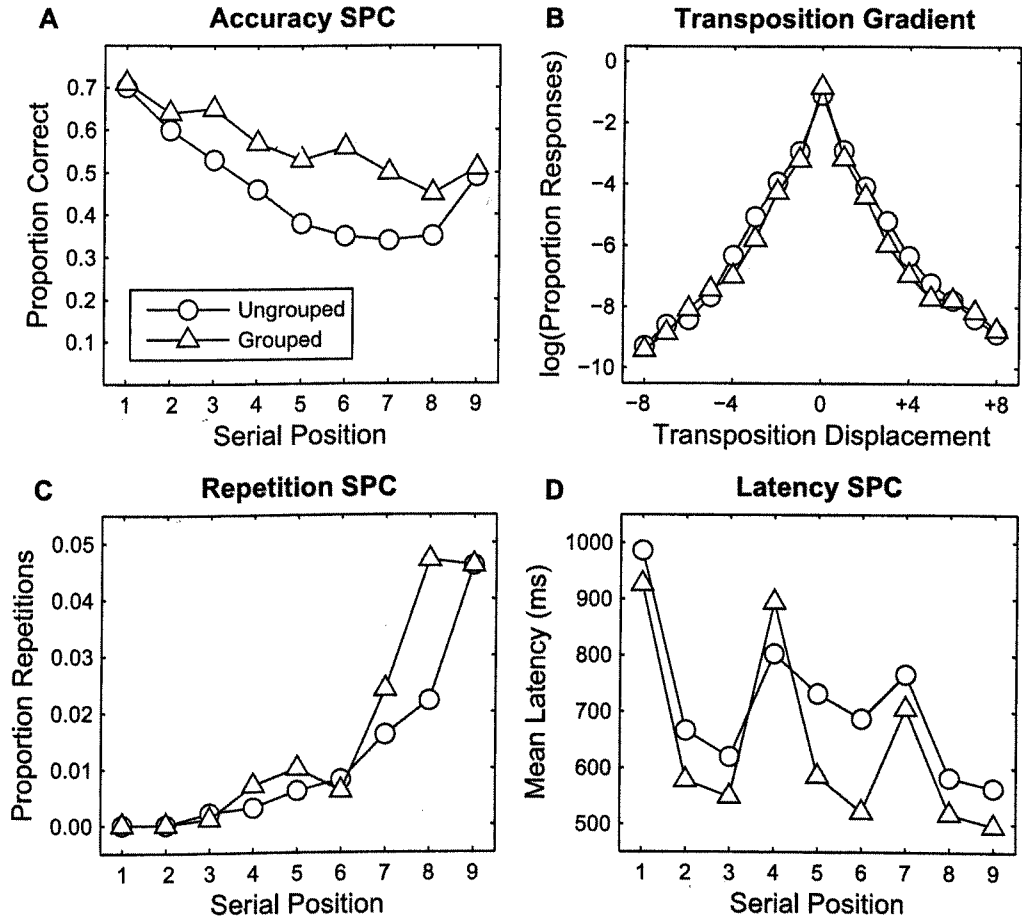 A Accuracy SPC
Proportion Correct
0.7
0.6
0.5
0.4
0.3
0.2
0.1
Ungrouped
Grouped
1 2 3 4 5 6 7 8 9
Serial Position
B Transposition Gradient
log(Proportion Responses)
0
−2
−4
−6
−8
−10
−8 −4 0 +4 +8
Transposition Displacement
C Repetition SPC
Proportion Repetitions
0.05
0.04
0.03
0.02
0.01
0.00
1 2 3 4 5 6 7 8 9
Serial Position
D Latency SPC
Mean Latency (ms)
1000
900
800
700
600
500
1 2 3 4 5 6 7 8 9
Serial Position